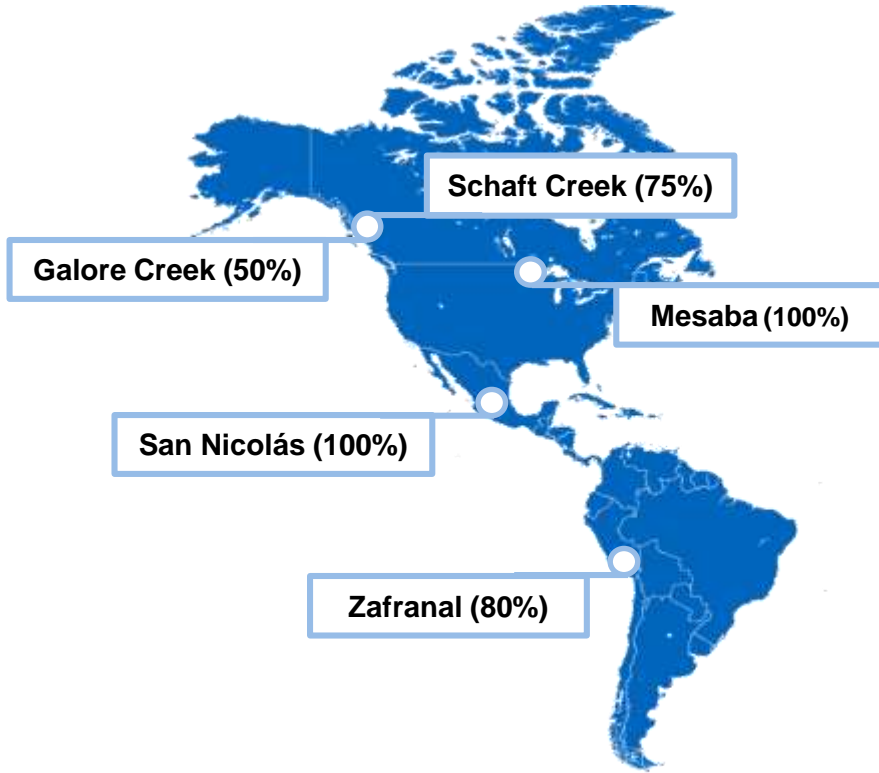 Schaft Creek (75%)
Galore Creek (50%)
Mesaba (100%)
San Nicolás (100%)
Zafranal (80%)